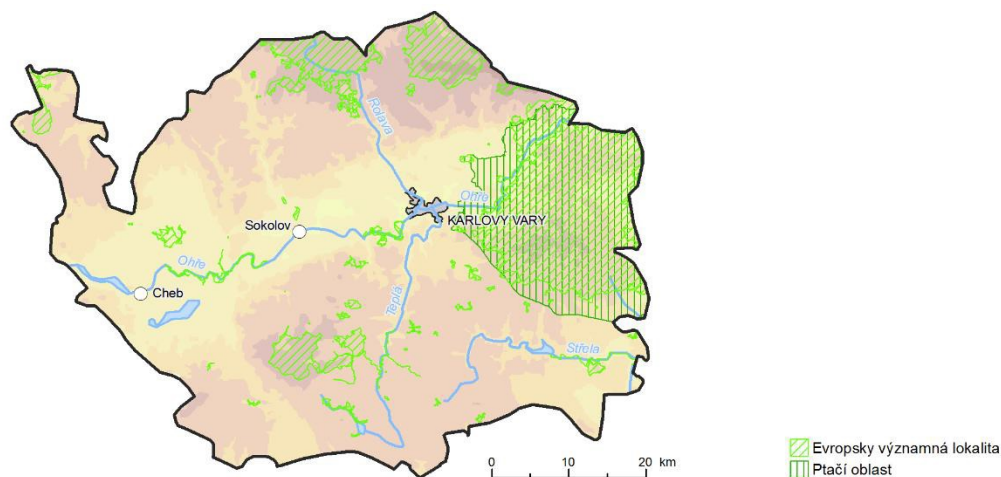 Rolava
Ohře
KARLOVY VARY
Sokolov
Ohře
Cheb
Teplá
Střela
0 10 20 km
Evropsky významná lokalita
Ptačí oblast